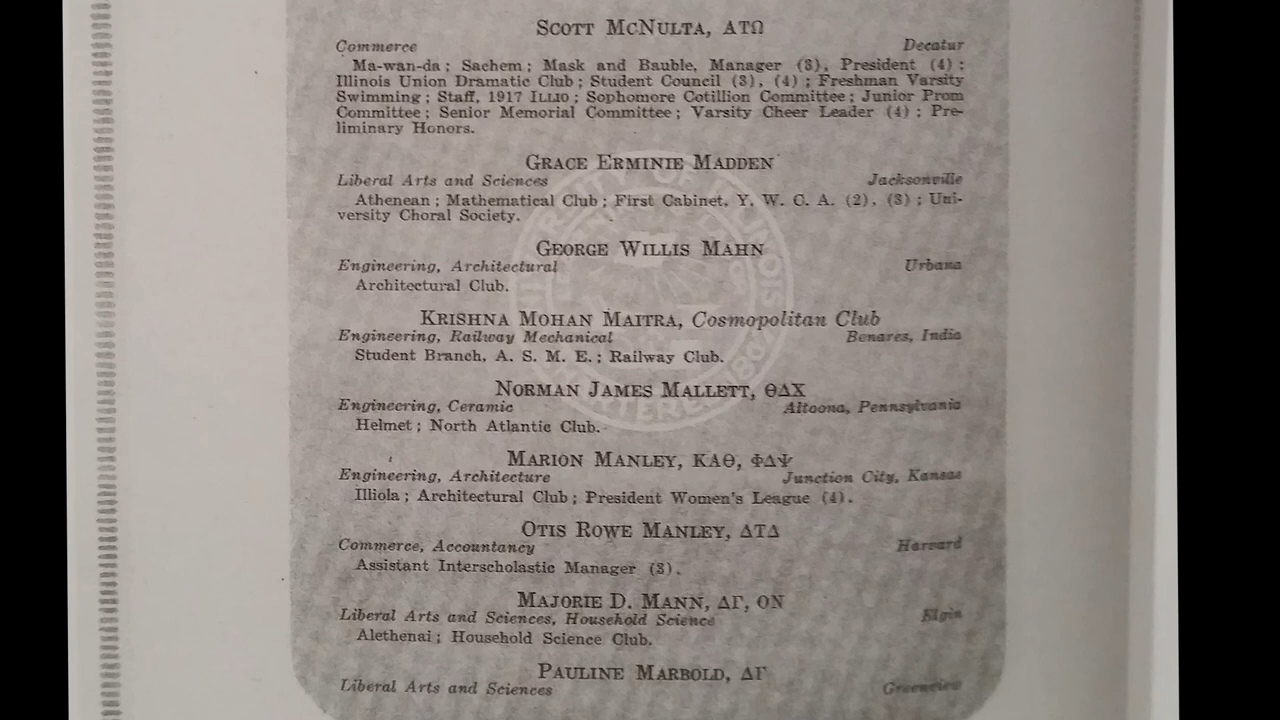 SCOTT MCNULTA, ΑΤΩ
Commerce Decatur
Ma-wan-da; Sachem; Mask and Bauble, Manager (3), President (4);
Illinois Union Dramatic Club; Student Council (3), (4); Freshman Varsity
Swimming; Staff, 1917 ILLIO; Sophomore Cotillion Committee; Junior Prom
Committee; Senior Memorial Committee; Varsity Cheer Leader (4); Pre-
liminary Honors.
GRACE ERMINIE MADDEN
Liberal Arts and Sciences Jacksonville
Athenean; Mathematical Club; First Cabinet, Y. W. C. A. (2), (3); Uni-
versity Choral Society.
GEORGE WILLIS MAHN
Engineering, Architectural Urbana
Architectural Club.
KRISHNA MOHAN MAITRA, Cosmopolitan Club
Engineering, Railway Mechanical Benares, India
Student Branch, A. S. M. E.; Railway Club.
NORMAN JAMES MALLETT, ΘΔΧ
Engineering, Ceramic Altoona, Pennsylvania
Helmet; North Atlantic Club.
MARION MANLEY, ΚΑΘ, ΦΔΨ
Engineering, Architecture Junction City, Kansas
Illiola; Architectural Club; President Women's League (4).
OTIS ROWE MANLEY, ΔΤΔ
Commerce, Accountancy Harvard
Assistant Interscholastic Manager (3).
MAJORIE D. MANN, ΔΓ, ΟΝ
Liberal Arts and Sciences, Household Science Elgin
Alethenai; Household Science Club.
PAULINE MARBOLD, ΔΓ
Liberal Arts and Sciences Greenview